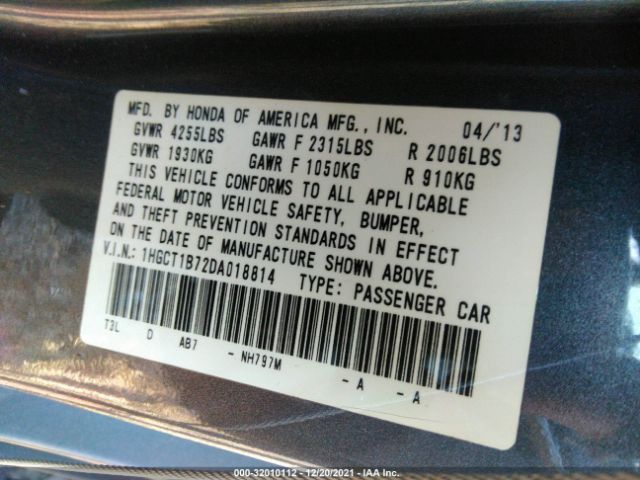 MFD. BY HONDA OF AMERICA MFG., INC. 04/'13
GVWR 4255LBS GAWR F 2315LBS R 2006LBS
GVWR 1930KG GAWR F 1050KG R 910KG
THIS VEHICLE CONFORMS TO ALL APPLICABLE
FEDERAL MOTOR VEHICLE SAFETY, BUMPER,
AND THEFT PREVENTION STANDARDS IN EFFECT
ON THE DATE OF MANUFACTURE SHOWN ABOVE.
V.I.N.: 1HGCT1B72DA018814 TYPE: PASSENGER CAR
T3L D AB7 - NH797M - A - A
000-32010112 - 12/20/2021 - IAA Inc.